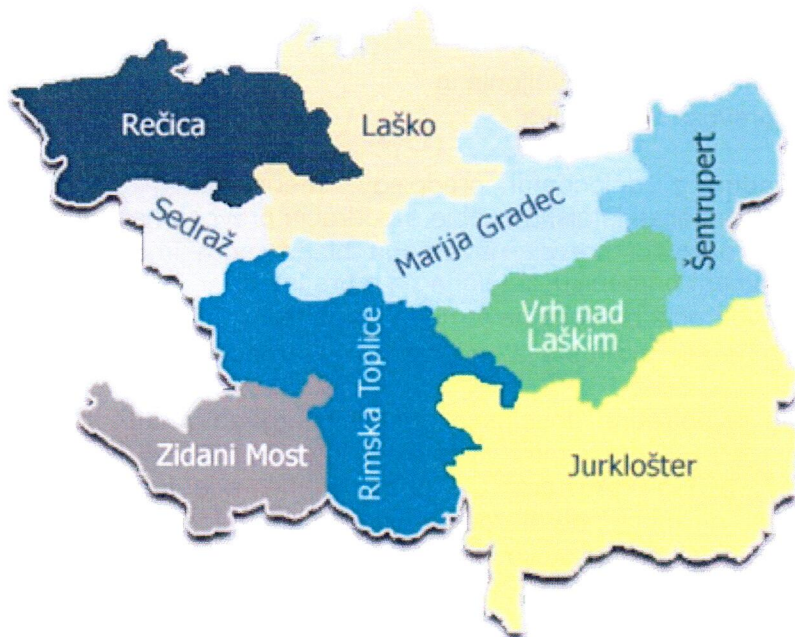 Rečica
Laško
Sedraž
Marija Gradec
Šentrupert
Vrh nad
Laškim
Rimska Toplice
Zidani Most
Jurklošter